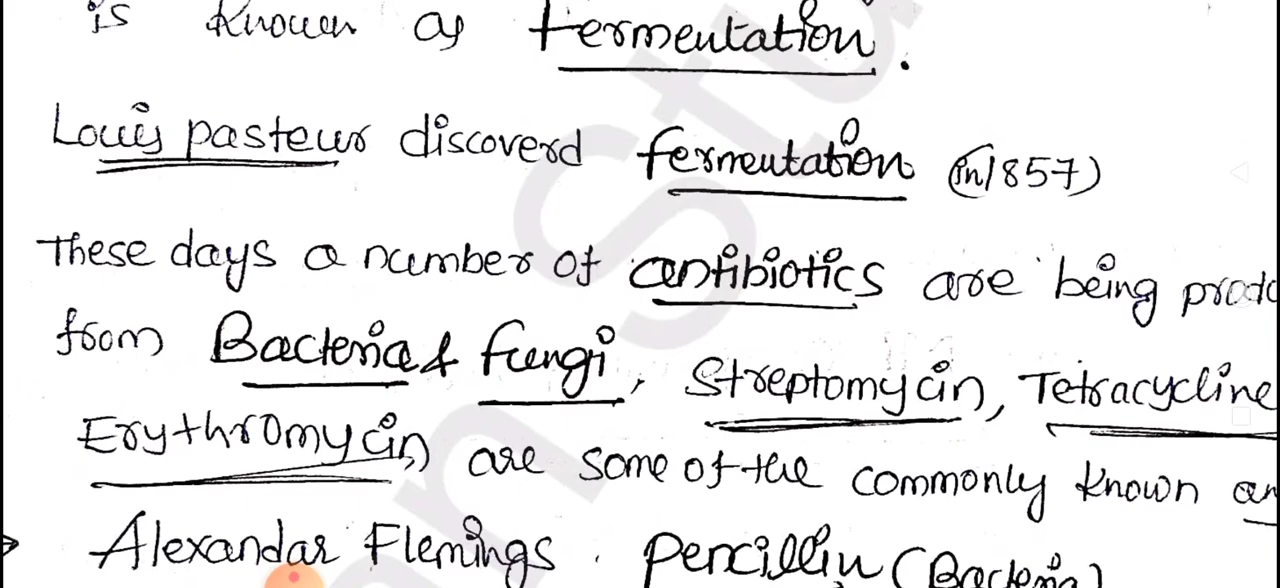 is known as Fermentation.
Louis pasteur discoverd fermentation (in 1857)
These days a number of antibiotics are being
from Bacteria & fungi, Streptomycin, Tetracycline
Erythromycin are some of the commonly known
Alexandar Flemings. Pencillin (Bacteria)